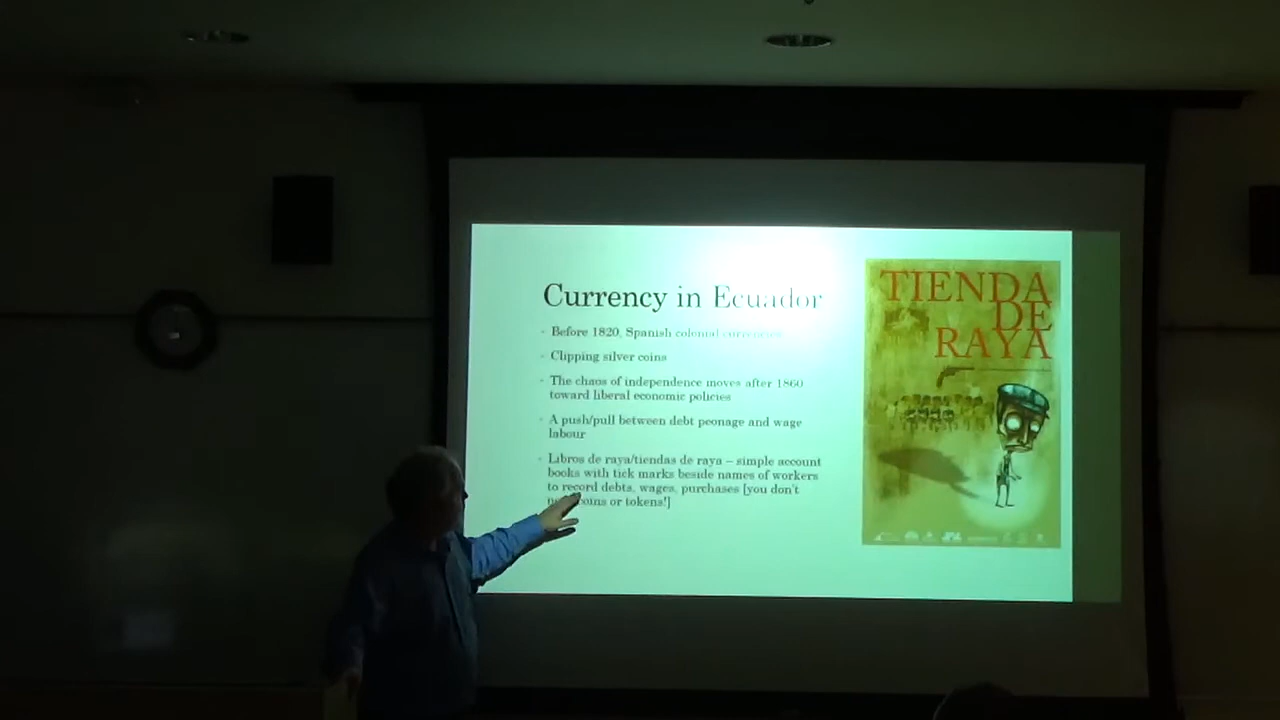 Currency in Ecuador
- Before 1820, Spanish colonial currencies
- Clipping silver coins
- The chaos of independence moves after 1860
toward liberal economic policies
- A push/pull between debt peonage and wage
labour
- Libros de raya/tiendas de raya – simple account
books with tick marks beside names of workers
to record debts, wages, purchases [you don't
coins or tokens!]
TIENDA
DE
RAYA